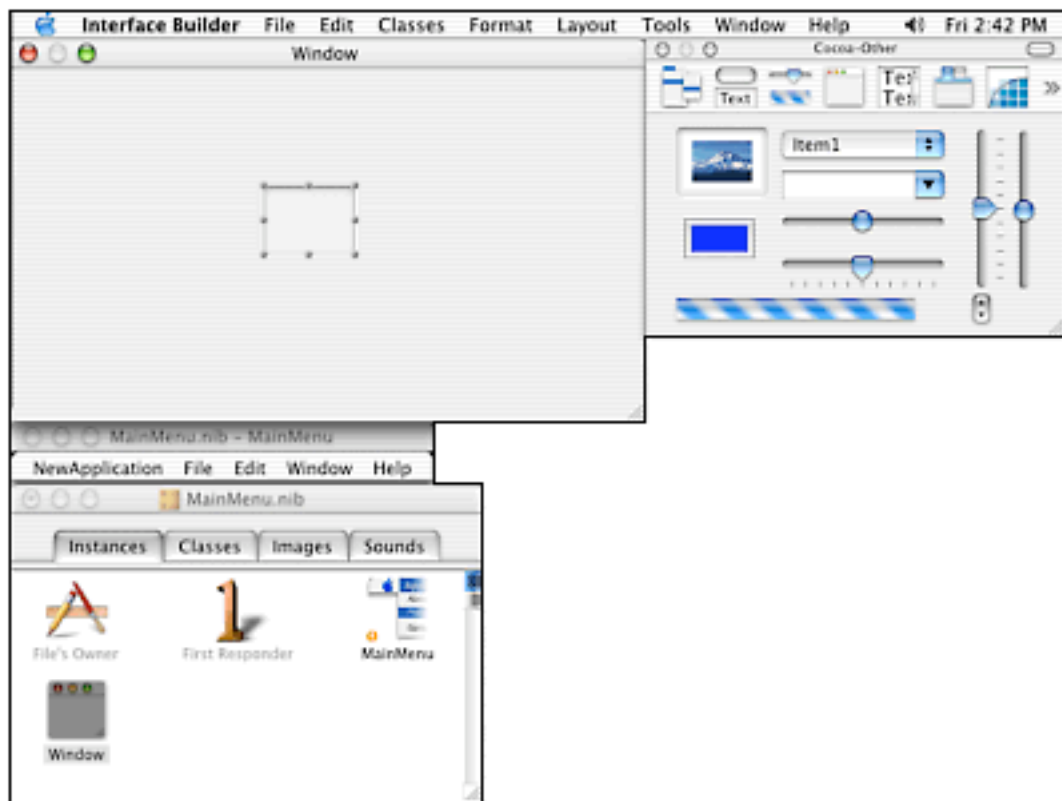 Interface Builder File Edit Classes Format Layout Tools Window Help Fri 2:42 PM
Window
Cocoa-Other
Text
Item1
MainMenu.nib – MainMenu
NewApplication File Edit Window Help
MainMenu.nib
Instances Classes Images Sounds
File's Owner First Responder MainMenu
Window